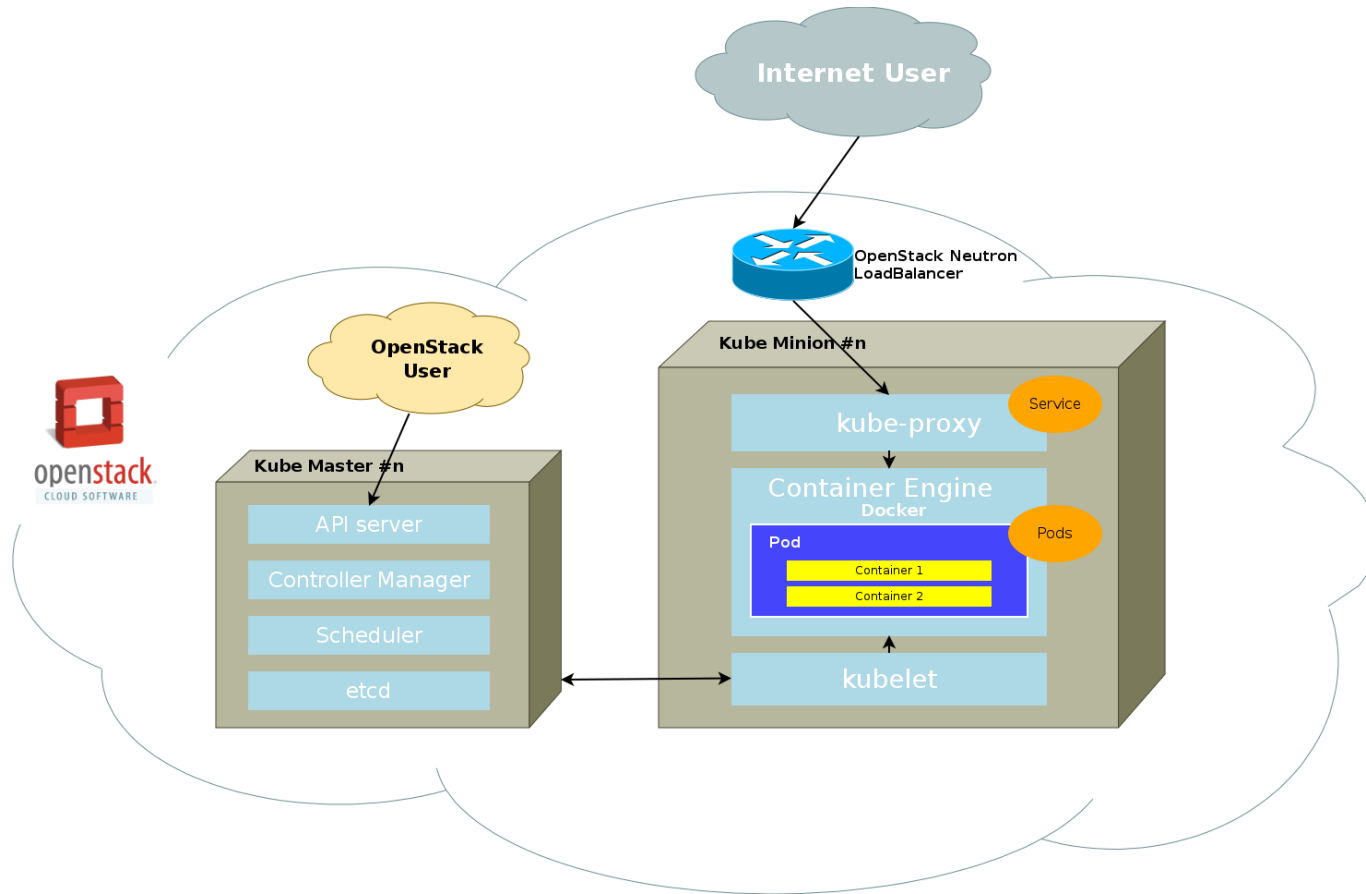 Internet User
OpenStack Neutron
LoadBalancer
OpenStack
User
Kube Minion #n
Service
kube-proxy
Container Engine
Docker
Pods
Pod
Container 1
Container 2
kubelet
openstack
CLOUD SOFTWARE
Kube Master #n
API server
Controller Manager
Scheduler
etcd